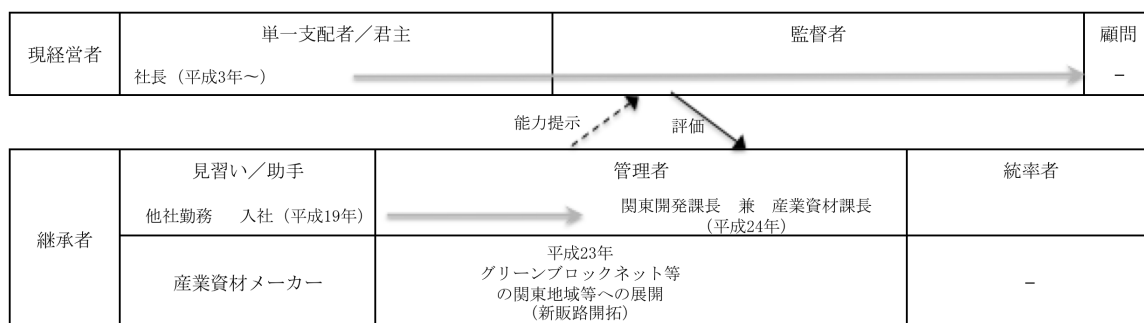 現経営者
単一支配者／君主
監督者
顧問
社長（平成3年～）
－
能力提示
評価
継承者
見習い／助手
管理者
統率者
他社勤務　入社（平成19年）
関東開発課長　兼　産業資材課長
（平成24年）
産業資材メーカー
平成23年
グリーンブロックネット等
の関東地域等への展開
（新販路開拓）
－